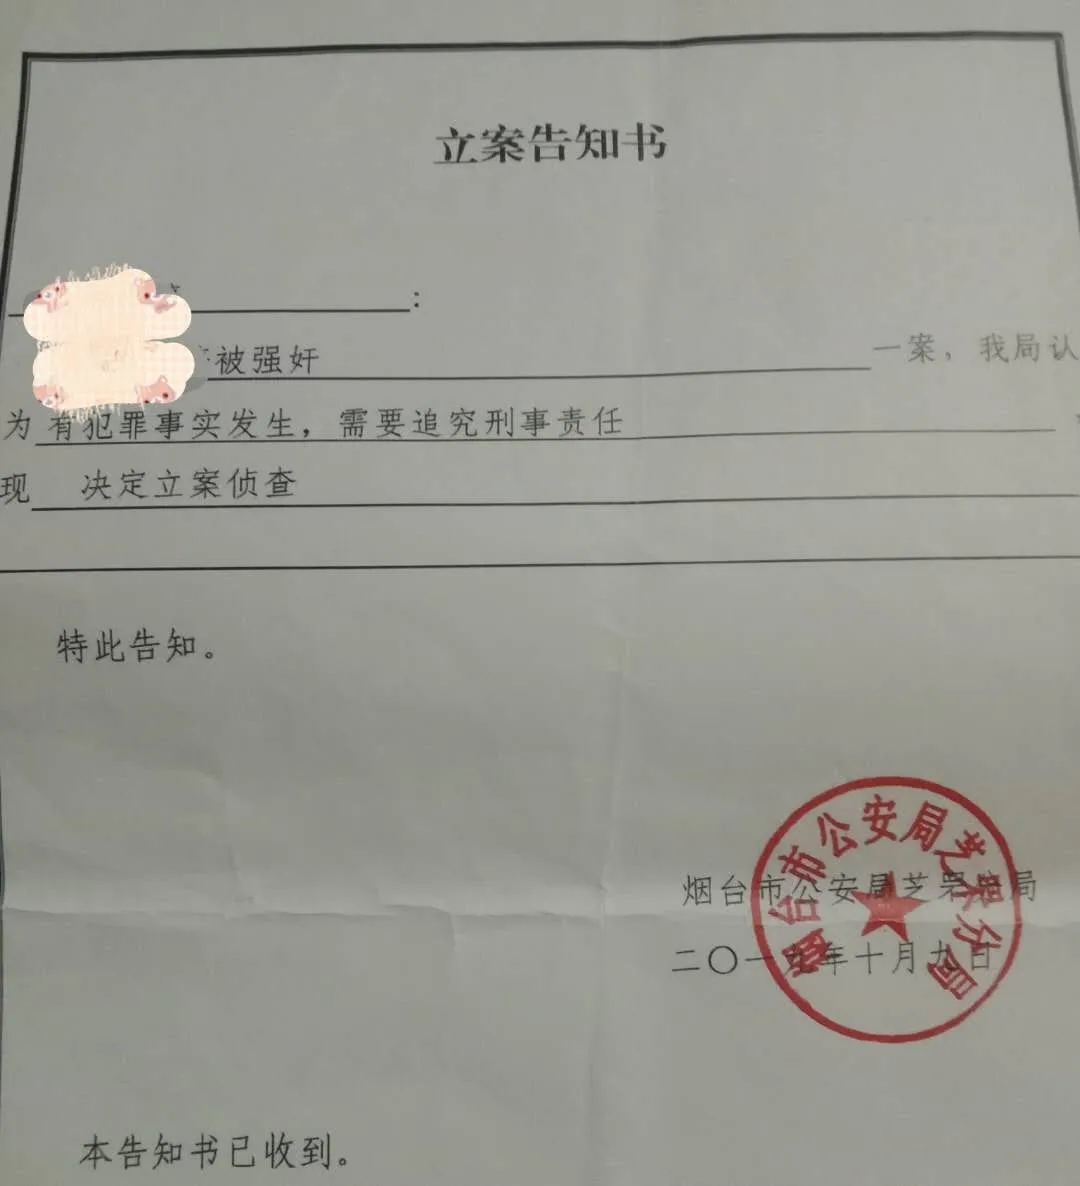 立案告知书
:
被强奸 一案，我局认
为 有犯罪事实发生，需要追究刑事责任
现 决定立案侦查
特此告知。
烟台市公安局芝罘分局
二〇一九年十月九日
烟台市公安局芝罘分局
本告知书已收到。